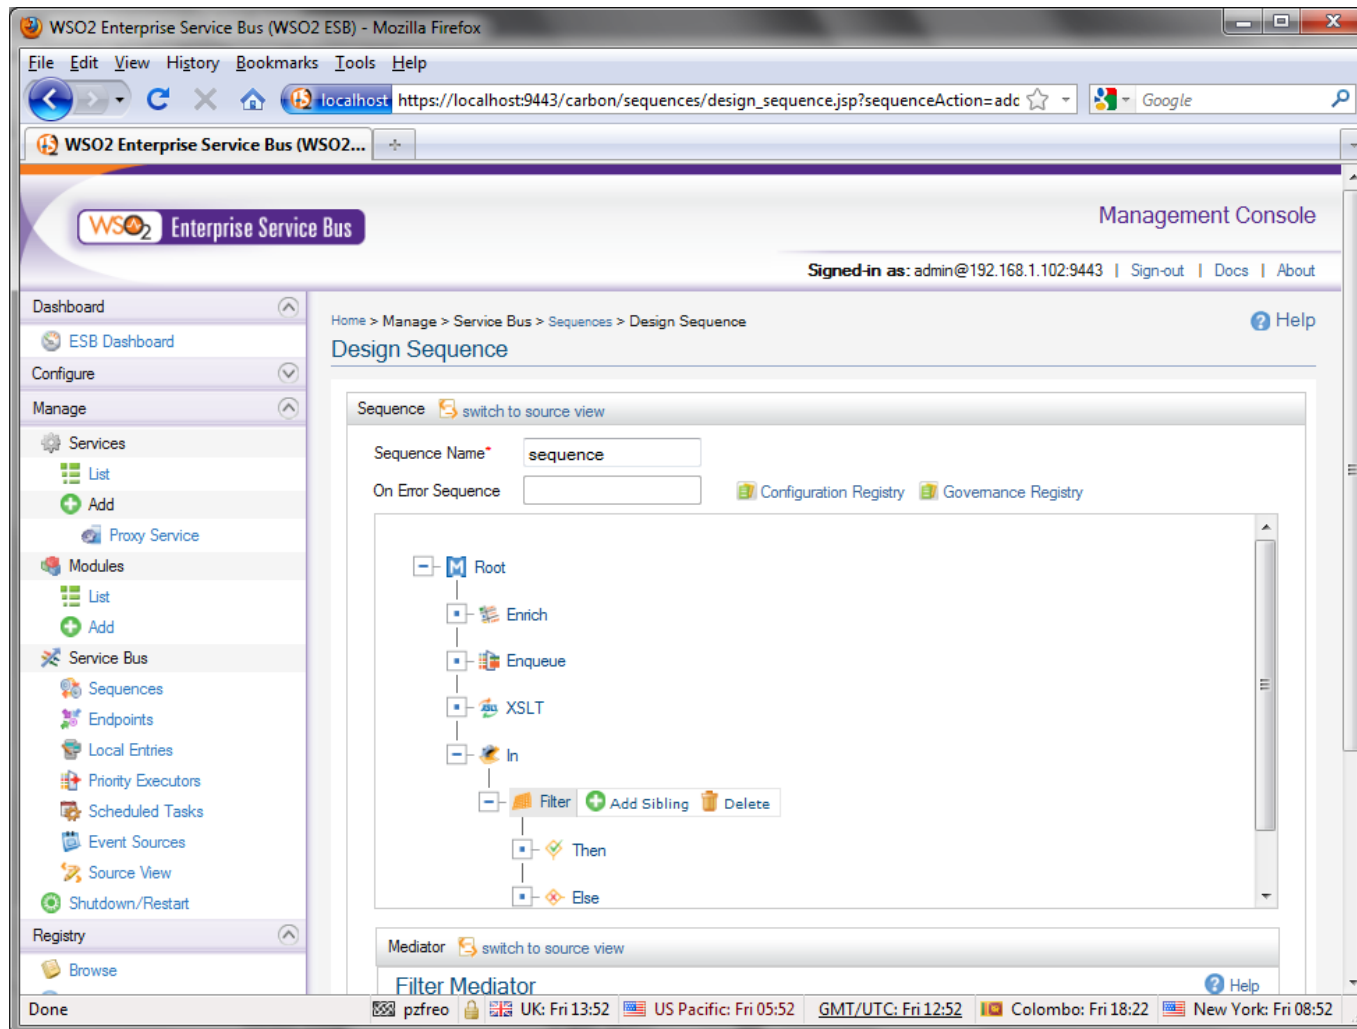 WSO2 Enterprise Service Bus (WSO2 ESB) - Mozilla Firefox
File Edit View History Bookmarks Tools Help
localhost https://localhost:9443/carbon/sequences/design_sequence.jsp?sequenceAction=adc Google
WSO2 Enterprise Service Bus (WSO2...
WSO2 Enterprise Service Bus
Management Console
Signed-in as: admin@192.168.1.102:9443 | Sign-out | Docs | About
Dashboard
ESB Dashboard
Configure
Manage
Services
List
Add
Proxy Service
Modules
List
Add
Service Bus
Sequences
Endpoints
Local Entries
Priority Executors
Scheduled Tasks
Event Sources
Source View
Shutdown/Restart
Registry
Browse
Home > Manage > Service Bus > Sequences > Design Sequence
Help
Design Sequence
Sequence switch to source view
Sequence Name* sequence
On Error Sequence Configuration Registry Governance Registry
Root
Enrich
Enqueue
XSLT
In
Filter Add Sibling Delete
Then
Else
Mediator switch to source view
Filter Mediator Help
Done pzfreo UK: Fri 13:52 US Pacific: Fri 05:52 GMT/UTC: Fri 12:52 Colombo: Fri 18:22 New York: Fri 08:52